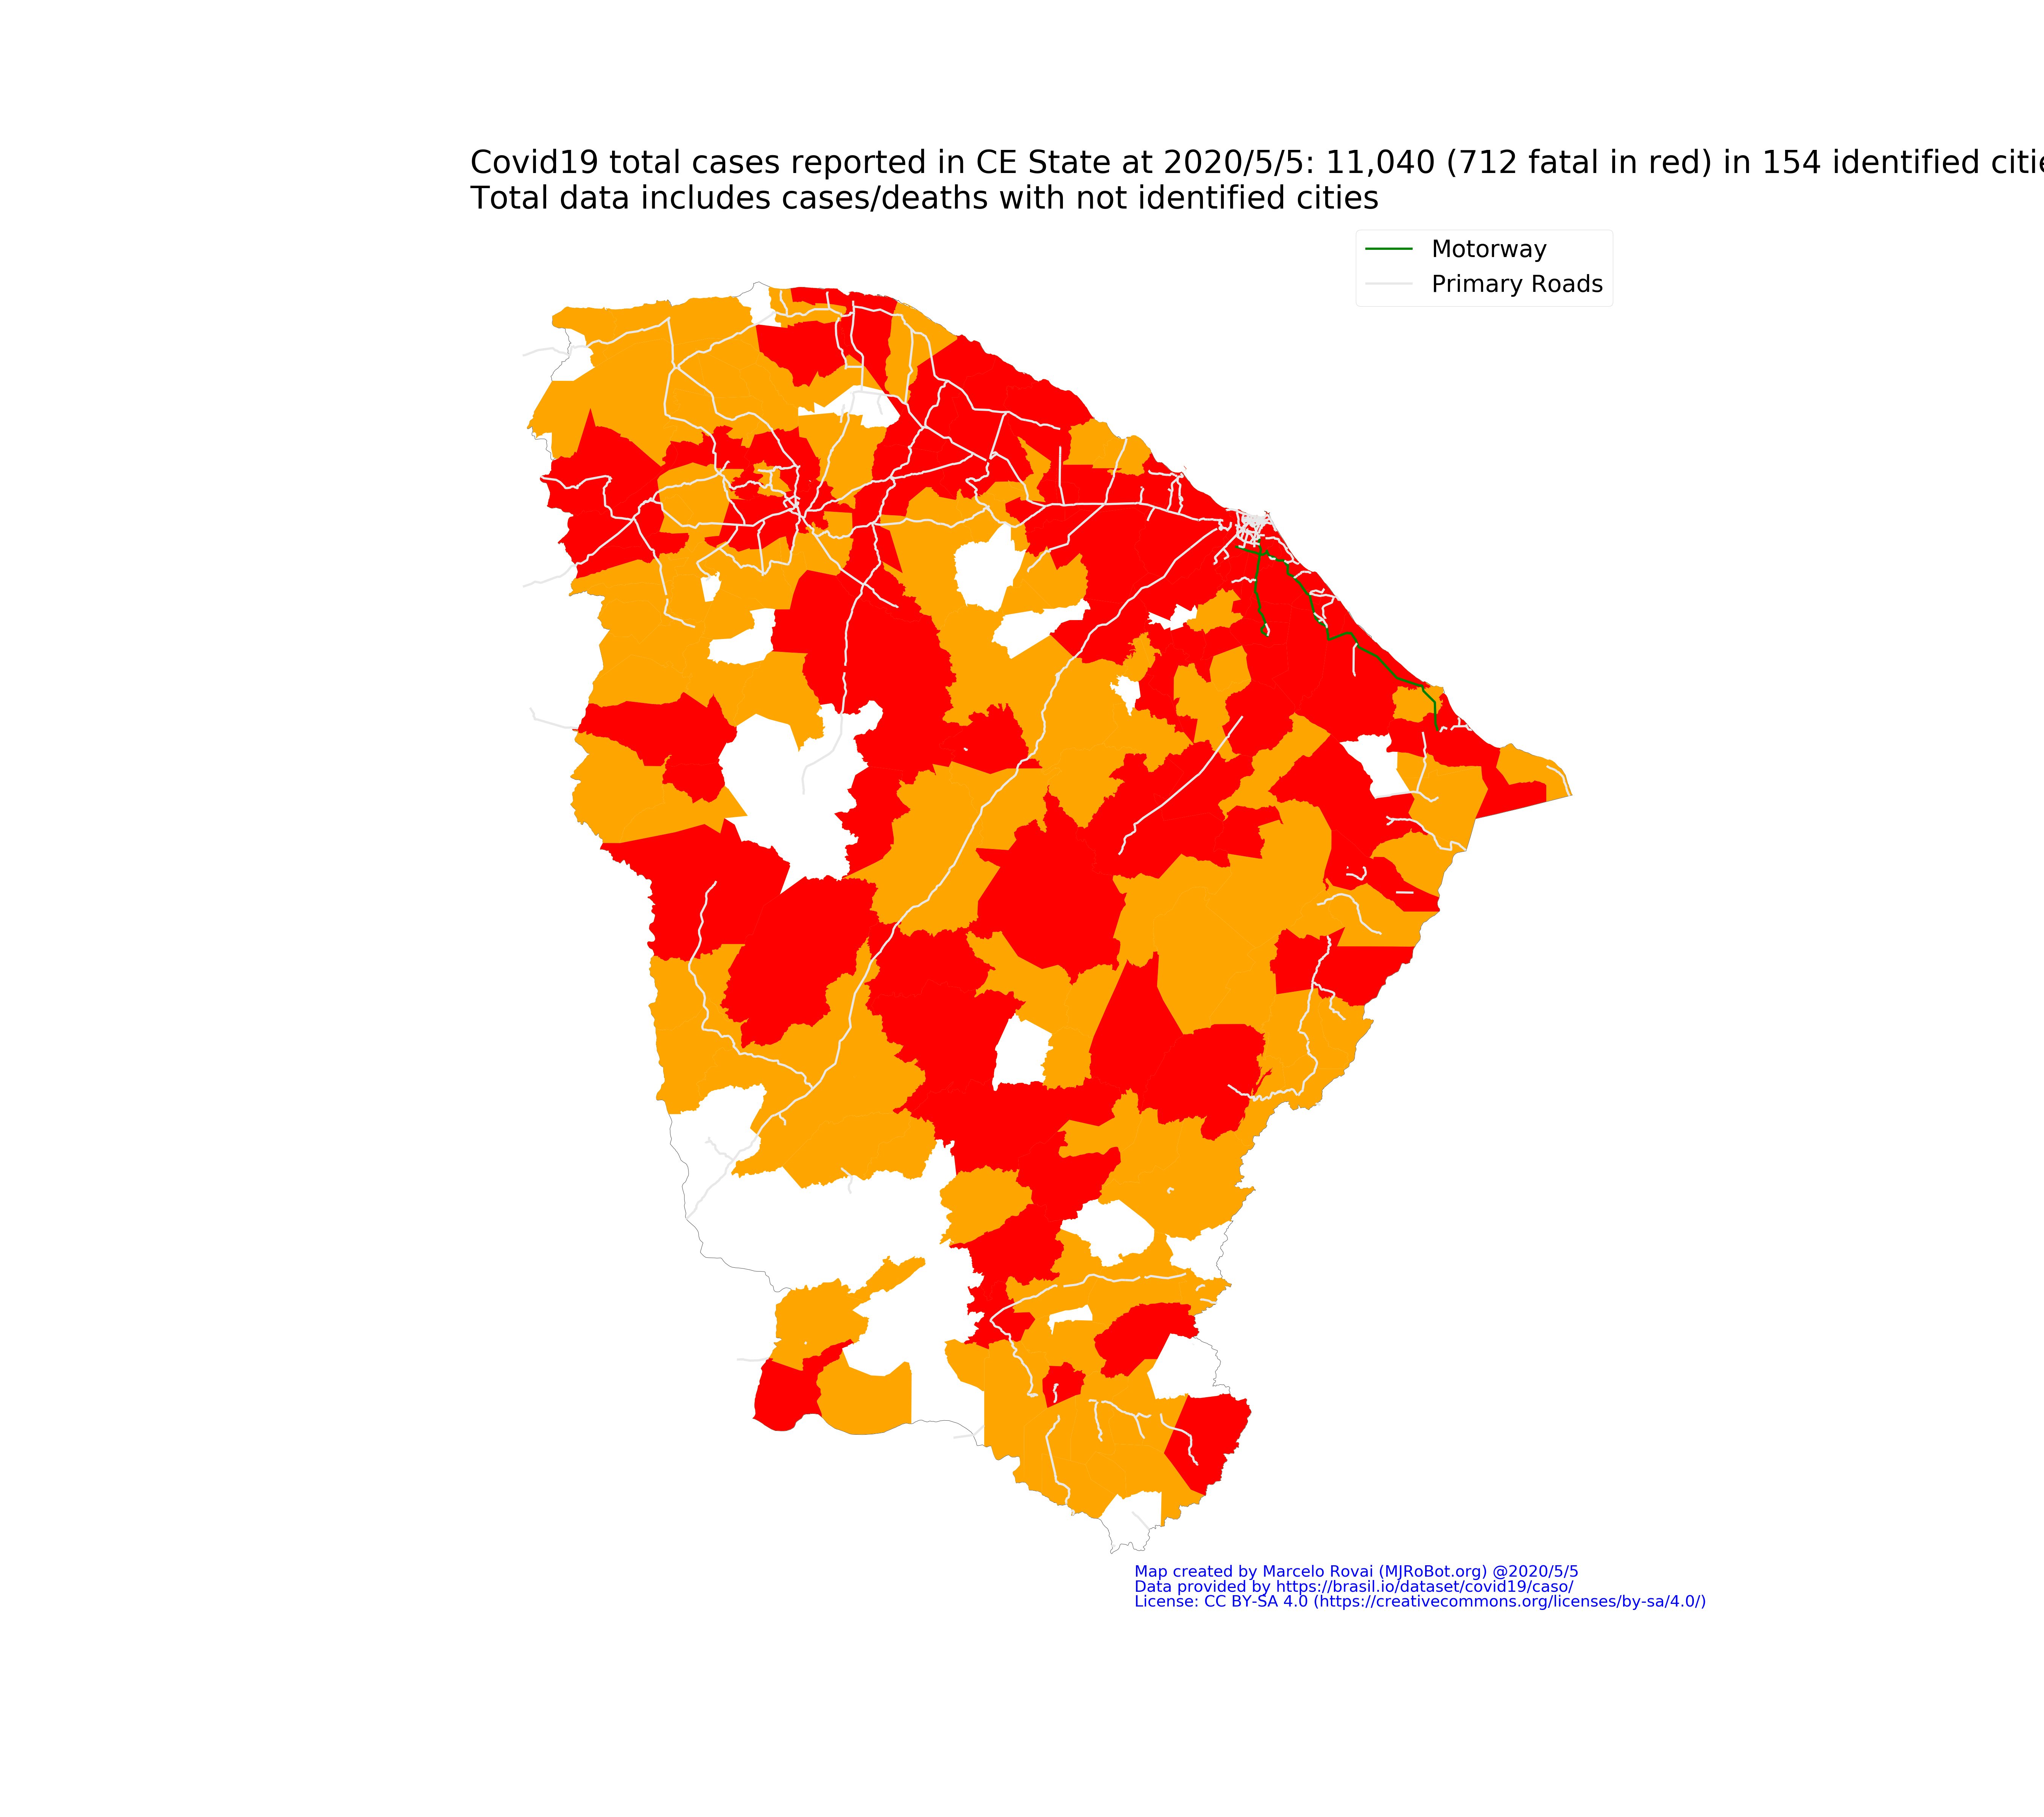 Covid19 total cases reported in CE State at 2020/5/5: 11,040 (712 fatal in red) in 154 identified citie
Total data includes cases/deaths with not identified cities
Motorway
Primary Roads
Map created by Marcelo Rovai (MJRoBot.org) @2020/5/5
Data provided by https://brasil.io/dataset/covid19/caso/
License: CC BY-SA 4.0 (https://creativecommons.org/licenses/by-sa/4.0/)